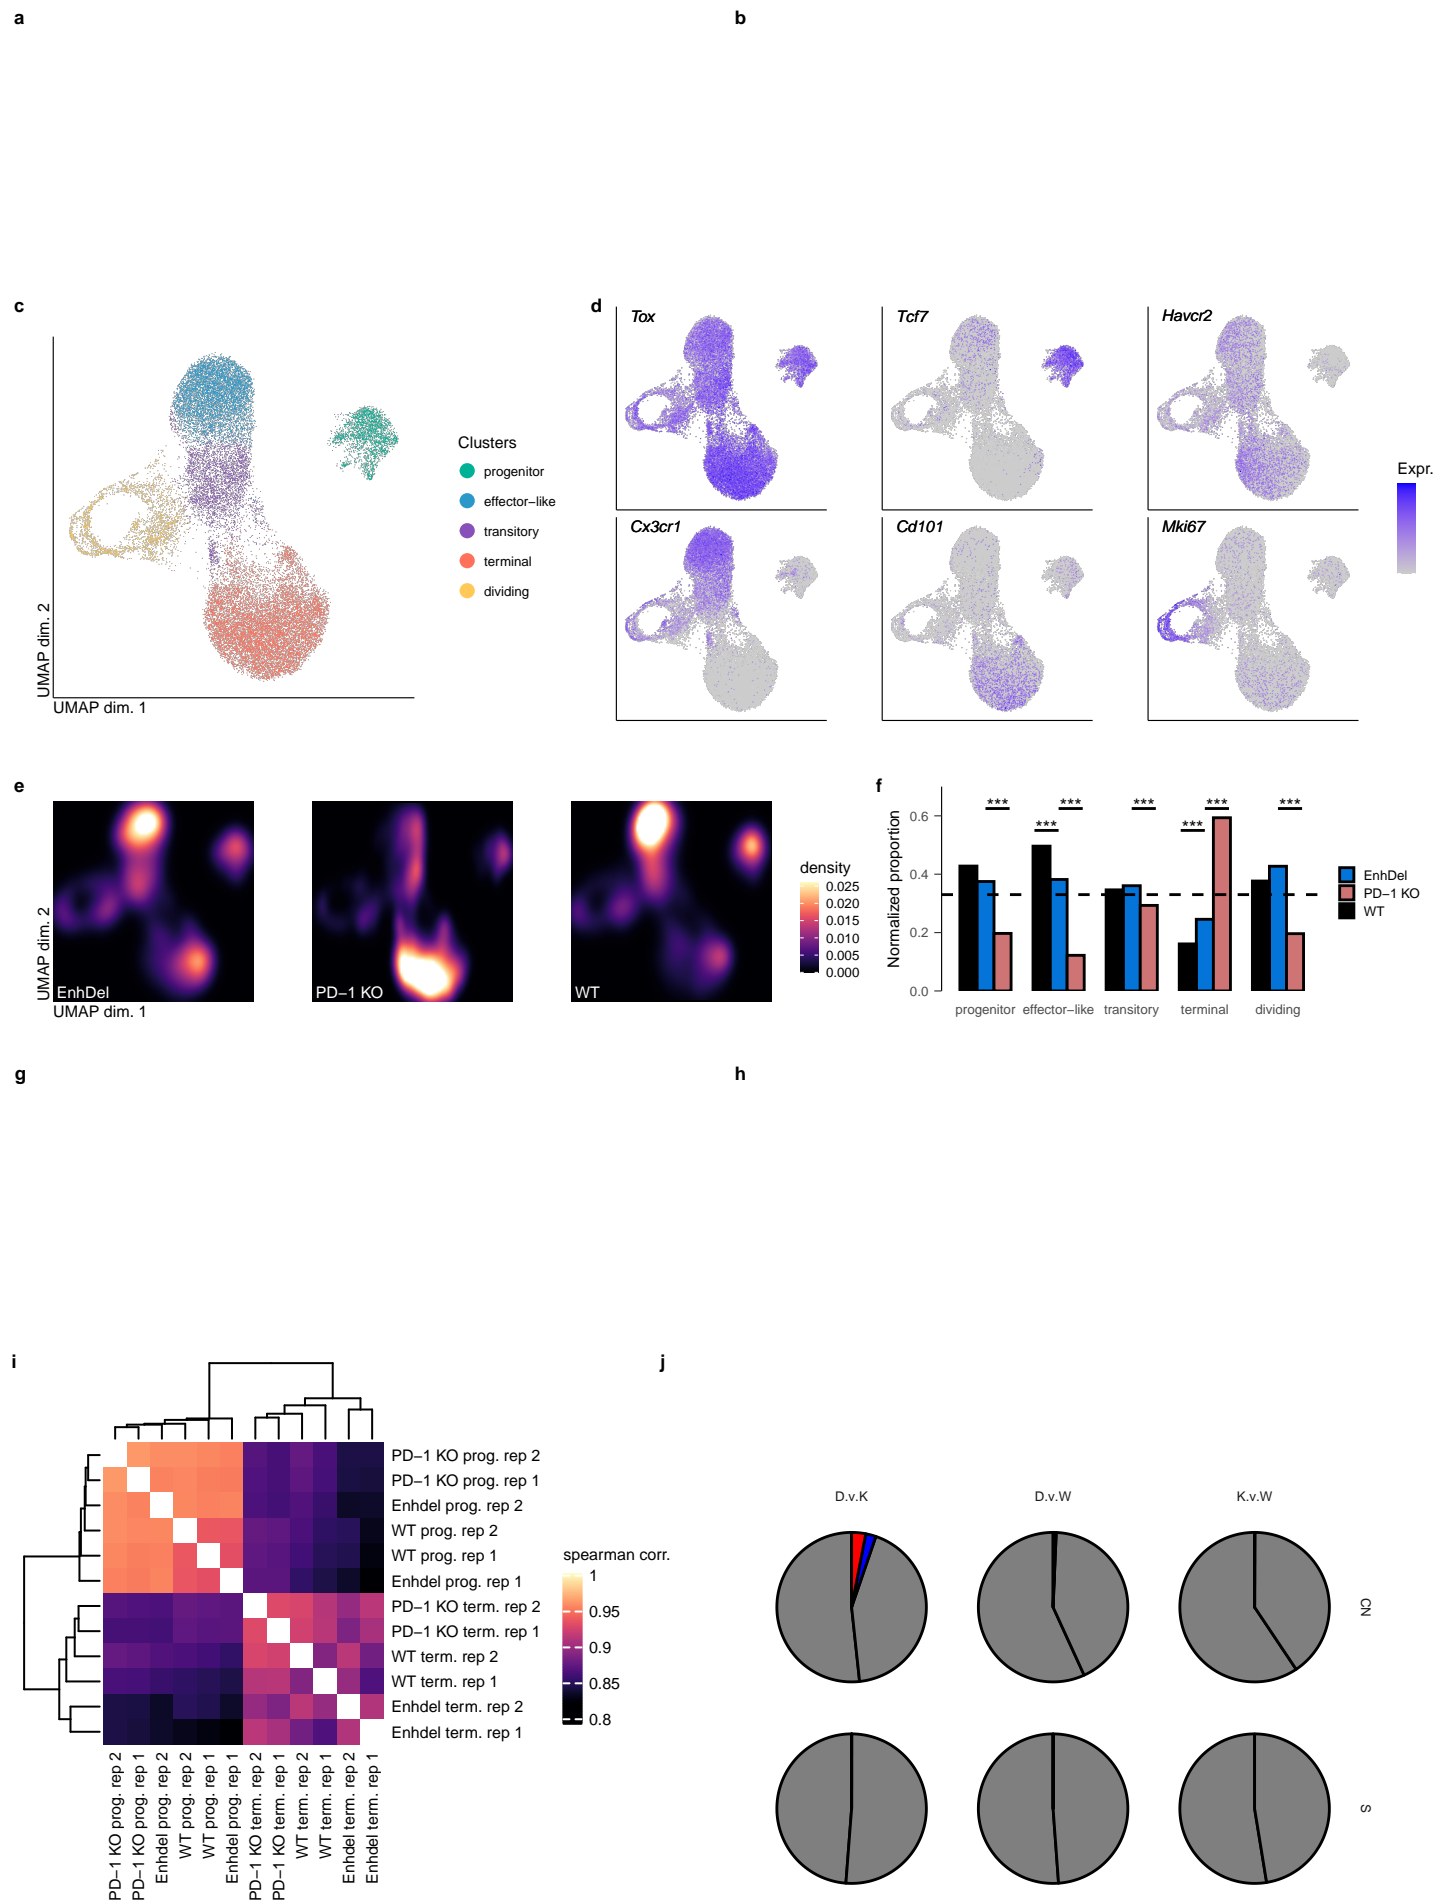 a
b
c
UMAP dim. 2
UMAP dim. 1
Clusters
progenitor
effector−like
transitory
terminal
dividing
d
Tox
Tcf7
Havcr2
Cx3cr1
Cd101
Mki67
Expr.
e
UMAP dim. 2
EnhDel
PD−1 KO
WT
UMAP dim. 1
density
0.025
0.020
0.015
0.010
0.005
0.000
f
Normalized proportion
0.6
0.4
0.2
0.0
***
***
***
***
***
***
***
progenitor
effector−like
transitory
terminal
dividing
EnhDel
PD−1 KO
WT
g
h
i
PD−1 KO prog. rep 2
PD−1 KO prog. rep 1
Enhdel prog. rep 2
WT prog. rep 2
WT prog. rep 1
Enhdel prog. rep 1
PD−1 KO term. rep 2
PD−1 KO term. rep 1
WT term. rep 2
WT term. rep 1
Enhdel term. rep 2
Enhdel term. rep 1
PD−1 KO prog. rep 2
PD−1 KO prog. rep 1
Enhdel prog. rep 2
WT prog. rep 2
WT prog. rep 1
Enhdel prog. rep 1
PD−1 KO term. rep 2
PD−1 KO term. rep 1
WT term. rep 2
WT term. rep 1
Enhdel term. rep 2
Enhdel term. rep 1
spearman corr.
1
0.95
0.9
0.85
0.8
j
D.v.K
D.v.W
K.v.W
CN
S